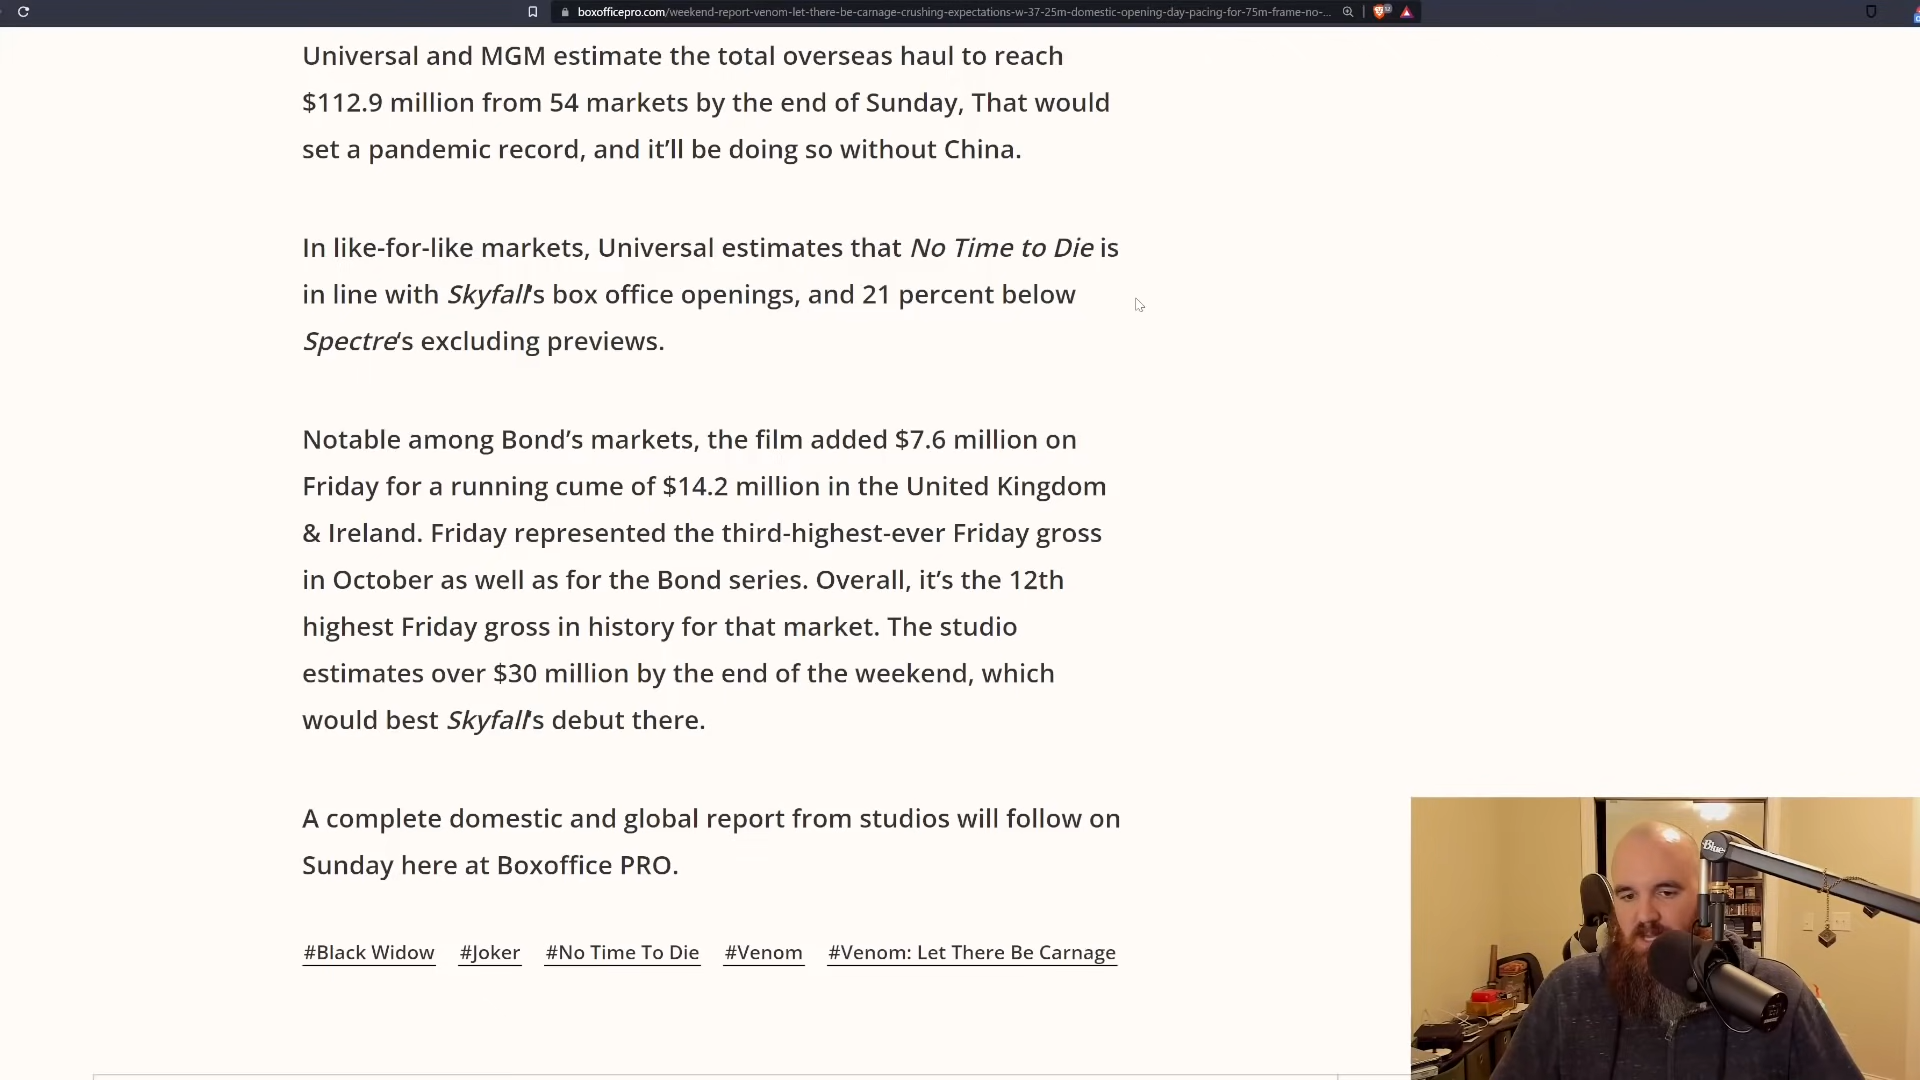 boxofficepro.com/weekend-report-venom-let-there-be-carnage-crushing-expectations-w-37-25m-domestic-opening-day-pacing-for-75m-frame-no-...
Universal and MGM estimate the total overseas haul to reach
$112.9 million from 54 markets by the end of Sunday, That would
set a pandemic record, and it’ll be doing so without China.
In like-for-like markets, Universal estimates that No Time to Die is
in line with Skyfall’s box office openings, and 21 percent below
Spectre‘s excluding previews.
Notable among Bond’s markets, the film added $7.6 million on
Friday for a running cume of $14.2 million in the United Kingdom
& Ireland. Friday represented the third-highest-ever Friday gross
in October as well as for the Bond series. Overall, it’s the 12th
highest Friday gross in history for that market. The studio
estimates over $30 million by the end of the weekend, which
would best Skyfall’s debut there.
A complete domestic and global report from studios will follow on
Sunday here at Boxoffice PRO.
#Black Widow #Joker #No Time To Die #Venom #Venom: Let There Be Carnage
Blue